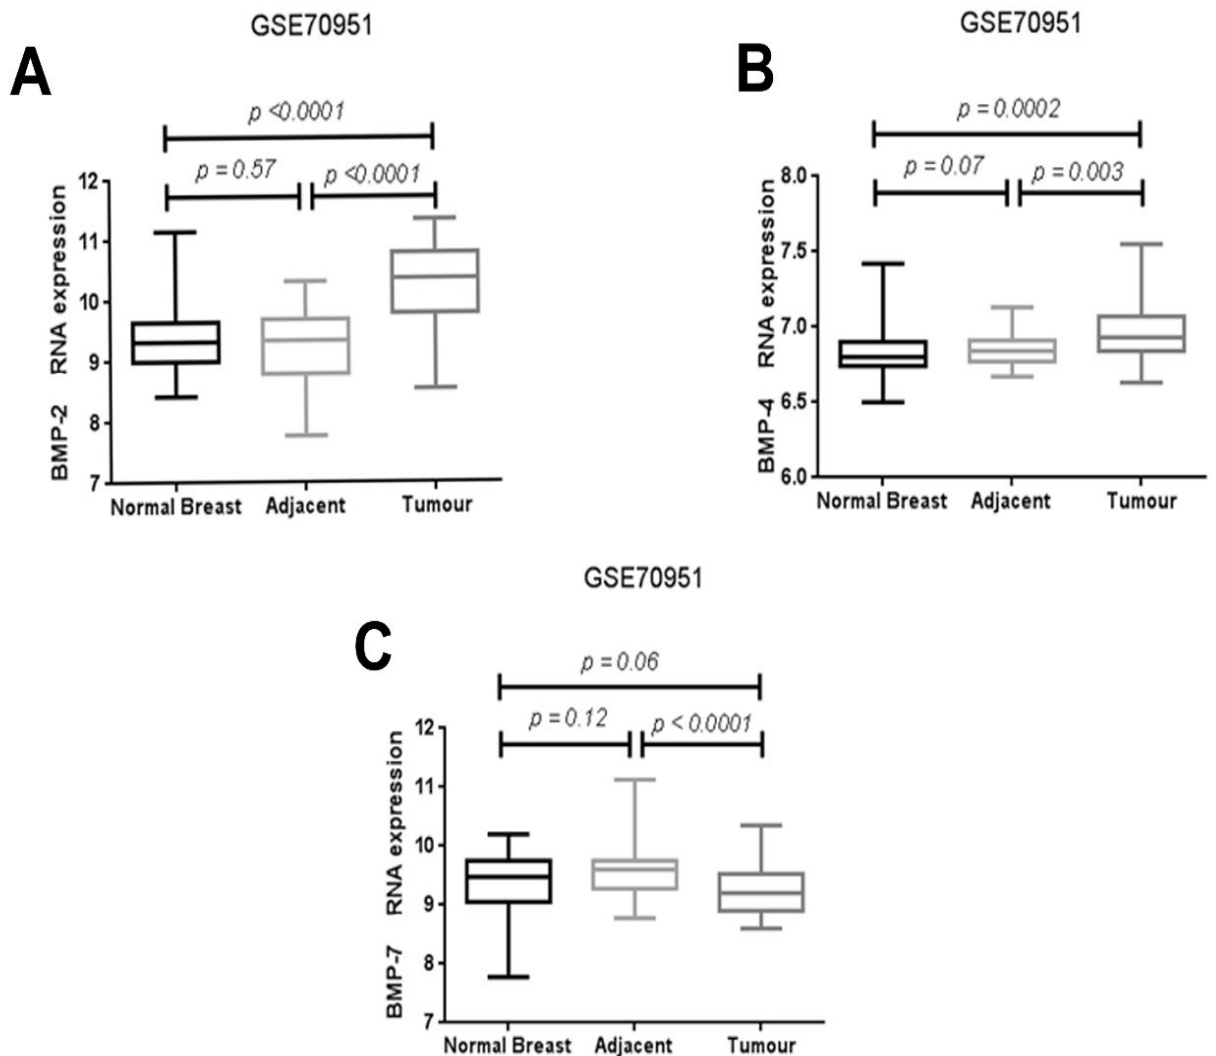 GSE70951
A
p <0.0001
p = 0.57
p <0.0001
12
11
10
9
8
7
BMP-2 RNA expression
Normal Breast
Adjacent
Tumour
GSE70951
B
p = 0.0002
p = 0.07
p = 0.003
8.0
7.5
7.0
6.5
6.0
BMP-4 RNA expression
Normal Breast
Adjacent
Tumour
GSE70951
C
p = 0.06
p = 0.12
p < 0.0001
12
11
10
9
8
7
BMP-7 RNA expression
Normal Breast
Adjacent
Tumour